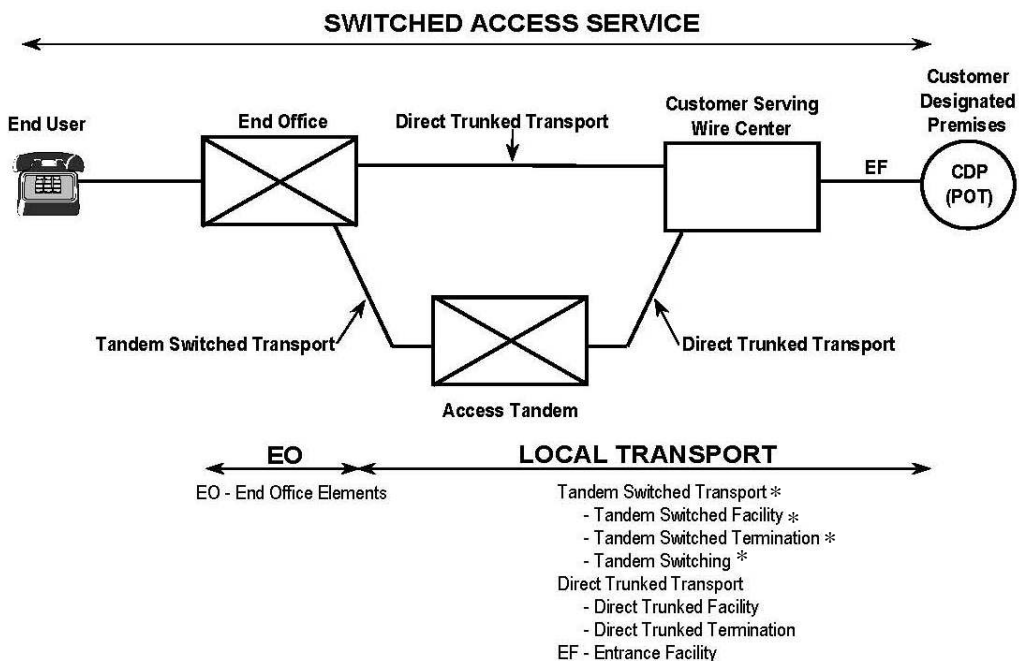 SWITCHED ACCESS SERVICE
End User
End Office
Direct Trunked Transport
Customer Serving
Wire Center
Customer
Designated
Premises
EF
CDP
(POT)
Tandem Switched Transport
Direct Trunked Transport
Access Tandem
EO
LOCAL TRANSPORT
EO - End Office Elements
Tandem Switched Transport *
- Tandem Switched Facility *
- Tandem Switched Termination *
- Tandem Switching *
Direct Trunked Transport
- Direct Trunked Facility
- Direct Trunked Termination
EF - Entrance Facility